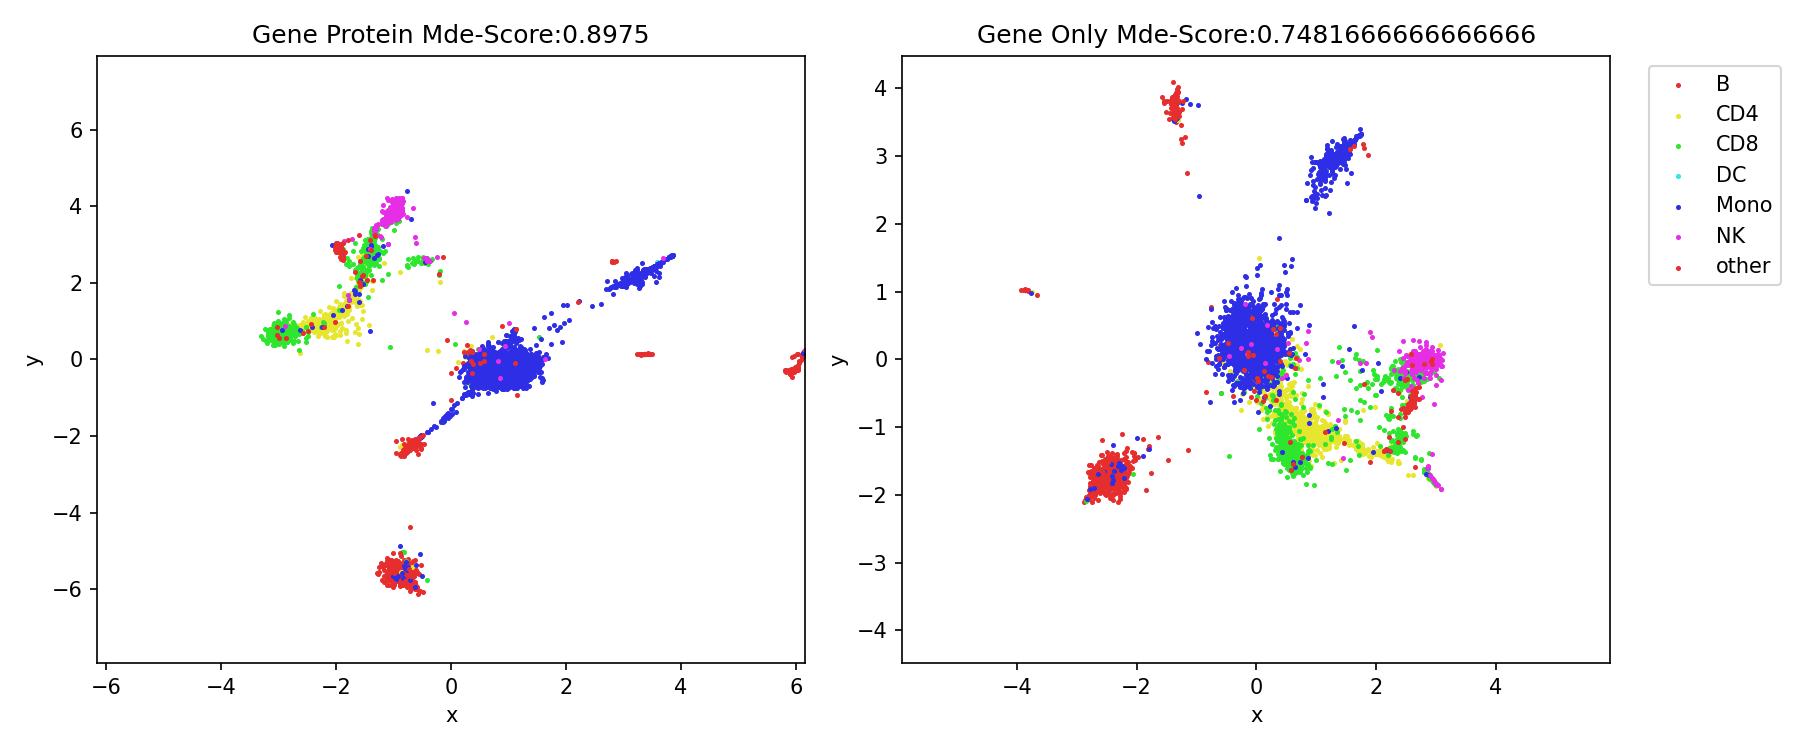 Gene Protein Mde-Score:0.8975
6
4
2
0
−2
−4
−6
y
−6 −4 −2 0 2 4 6
x
Gene Only Mde-Score:0.7481666666666666
4
3
2
1
0
−1
−2
−3
−4
y
−4 −2 0 2 4
x
B
CD4
CD8
DC
Mono
NK
other